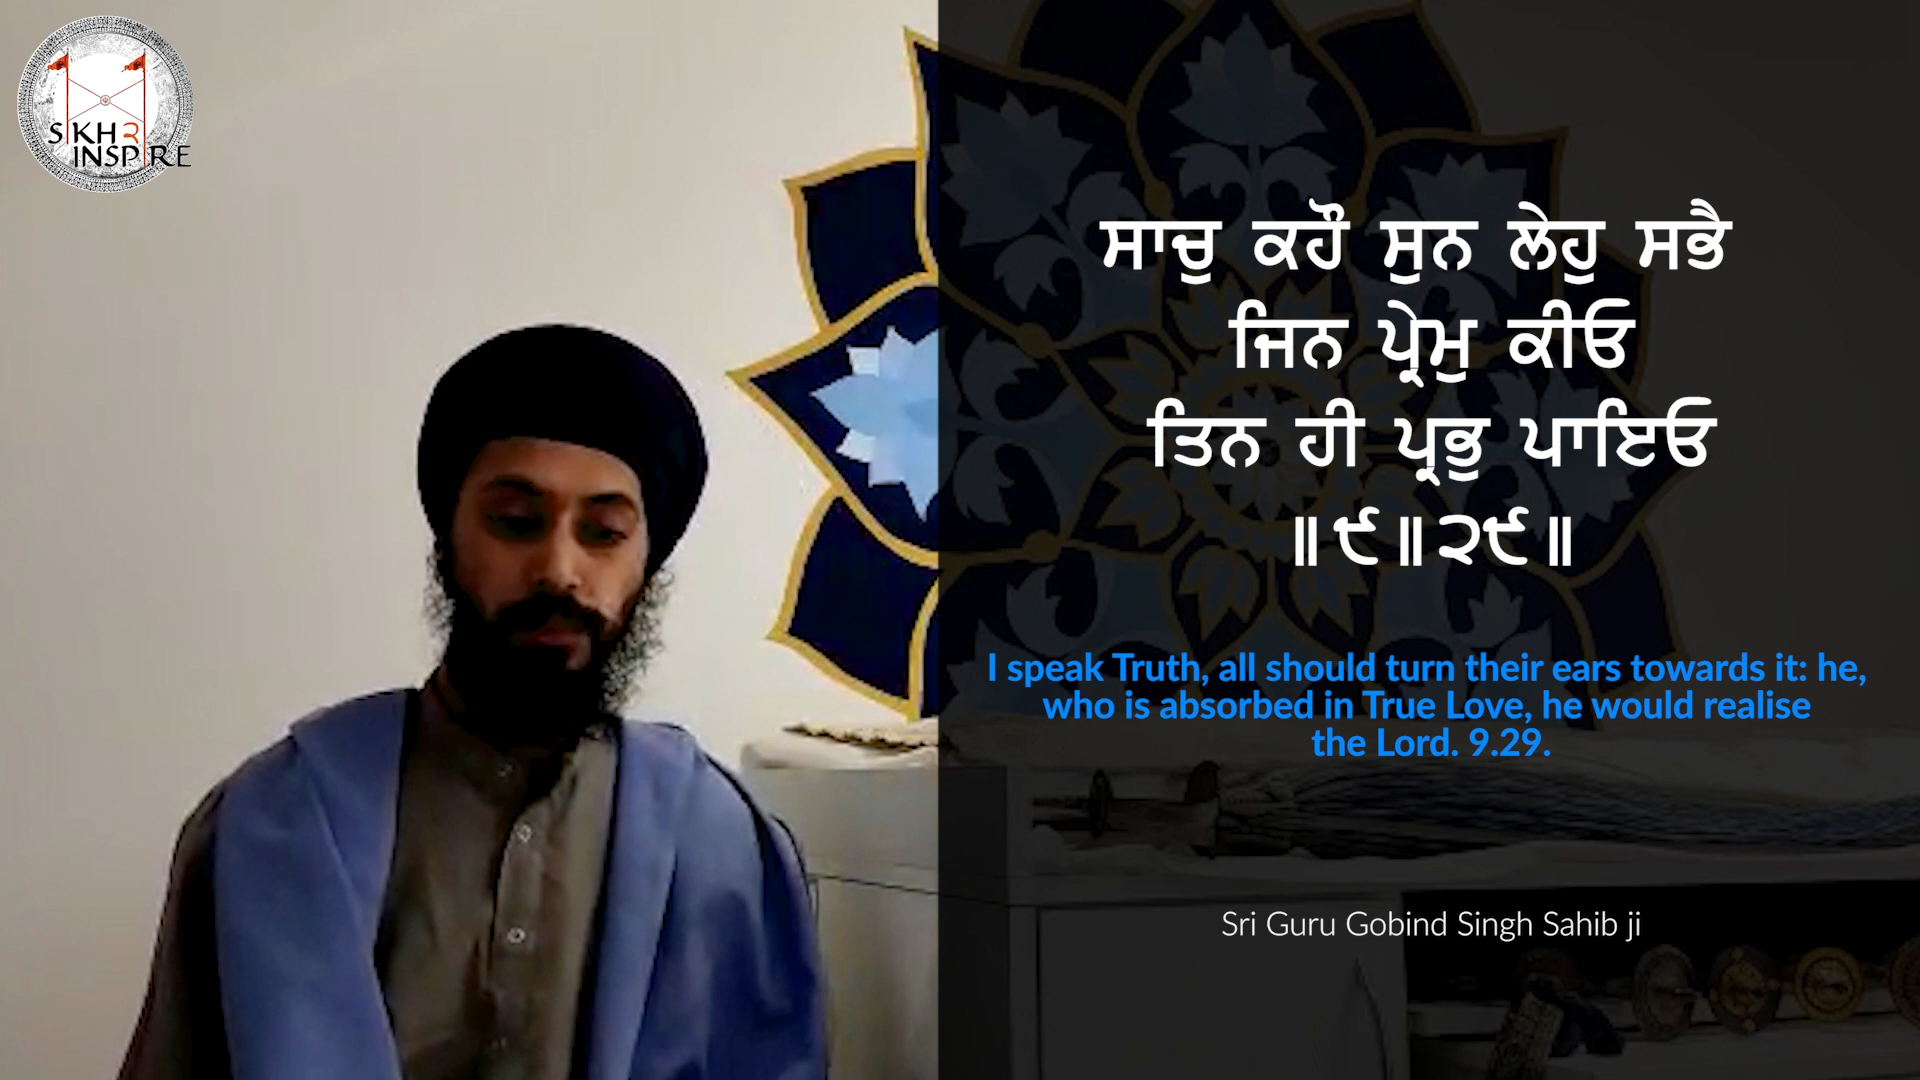 SIKHR
INSPIRE
ਸਾਚੁ ਕਹੌ ਸੁਨ ਲੇਹੁ ਸਭੈ
ਜਿਨ ਪ੍ਰੇਮੁ ਕੀਓ
ਤਿਨ ਹੀ ਪ੍ਰਭੁ ਪਾਇਓ
॥੯॥੨੯॥
I speak Truth, all should turn their ears towards it: he,
who is absorbed in True Love, he would realise
the Lord. 9.29.
Sri Guru Gobind Singh Sahib ji